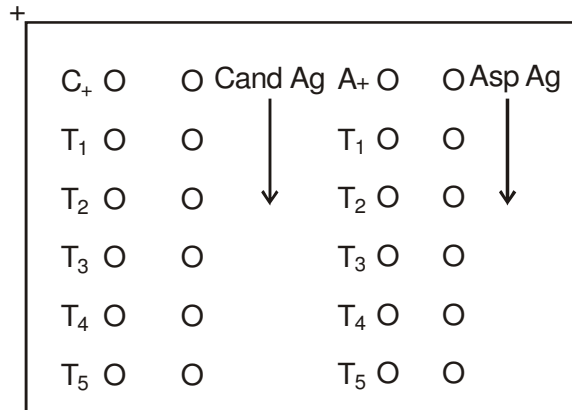 +
C₊ O O Cand Ag A+ O O Asp Ag
T₁ O O T₁ O O
T₂ O O T₂ O O
T₃ O O T₃ O O
T₄ O O T₄ O O
T₅ O O T₅ O O